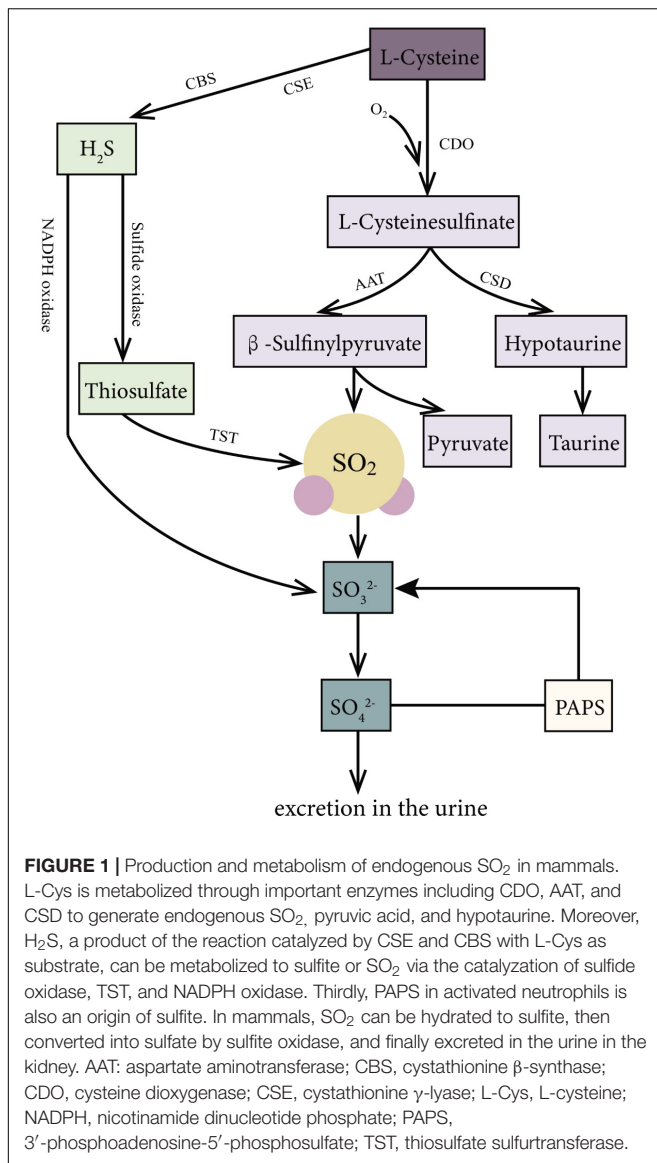 L-Cysteine
CBS
CSE
O₂
CDO
H₂S
L-Cysteinesulfinate
NADPH oxidase
Sulfide oxidase
AAT
CSD
β -Sulfinylpyruvate
Hypotaurine
Thiosulfate
TST
SO₂
Pyruvate
Taurine
SO₃²⁻
SO₄²⁻
PAPS
excretion in the urine
FIGURE 1 | Production and metabolism of endogenous SO₂ in mammals.
L-Cys is metabolized through important enzymes including CDO, AAT, and
CSD to generate endogenous SO₂, pyruvic acid, and hypotaurine. Moreover,
H₂S, a product of the reaction catalyzed by CSE and CBS with L-Cys as
substrate, can be metabolized to sulfite or SO₂ via the catalyzation of sulfide
oxidase, TST, and NADPH oxidase. Thirdly, PAPS in activated neutrophils is
also an origin of sulfite. In mammals, SO₂ can be hydrated to sulfite, then
converted into sulfate by sulfite oxidase, and finally excreted in the urine in the
kidney. AAT: aspartate aminotransferase; CBS, cystathionine β-synthase;
CDO, cysteine dioxygenase; CSE, cystathionine γ-lyase; L-Cys, L-cysteine;
NADPH, nicotinamide dinucleotide phosphate; PAPS,
3′-phosphoadenosine-5′-phosphosulfate; TST, thiosulfate sulfurtransferase.